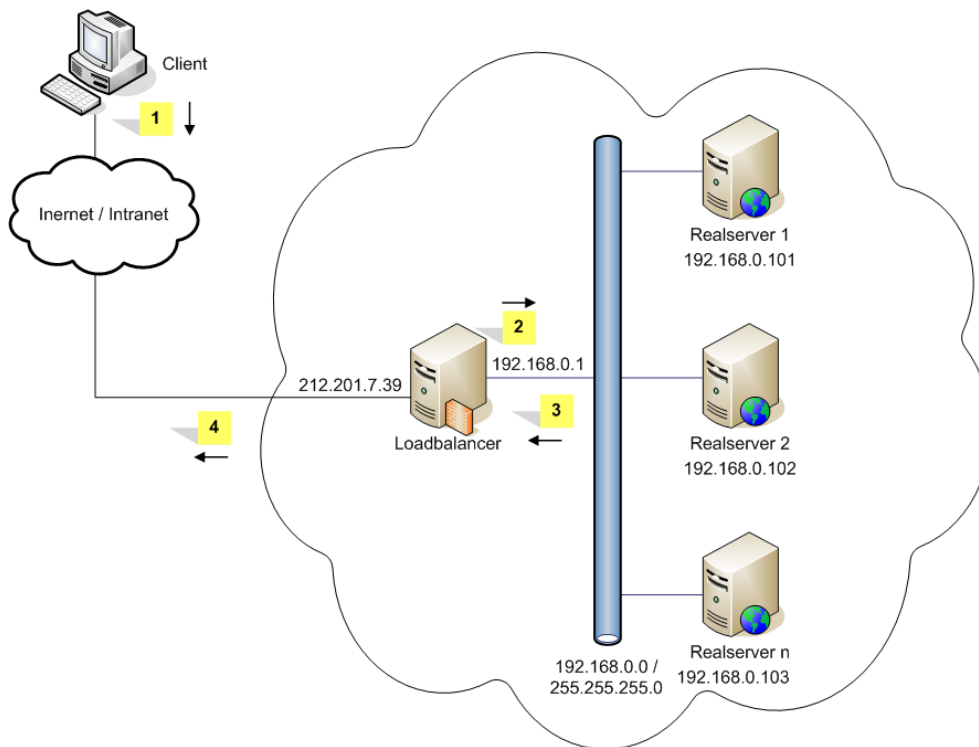 Client
1
Inernet / Intranet
Realserver 1
192.168.0.101
2
192.168.0.1
212.201.7.39
3
Loadbalancer
4
Realserver 2
192.168.0.102
Realserver n
192.168.0.103
192.168.0.0 /
255.255.255.0